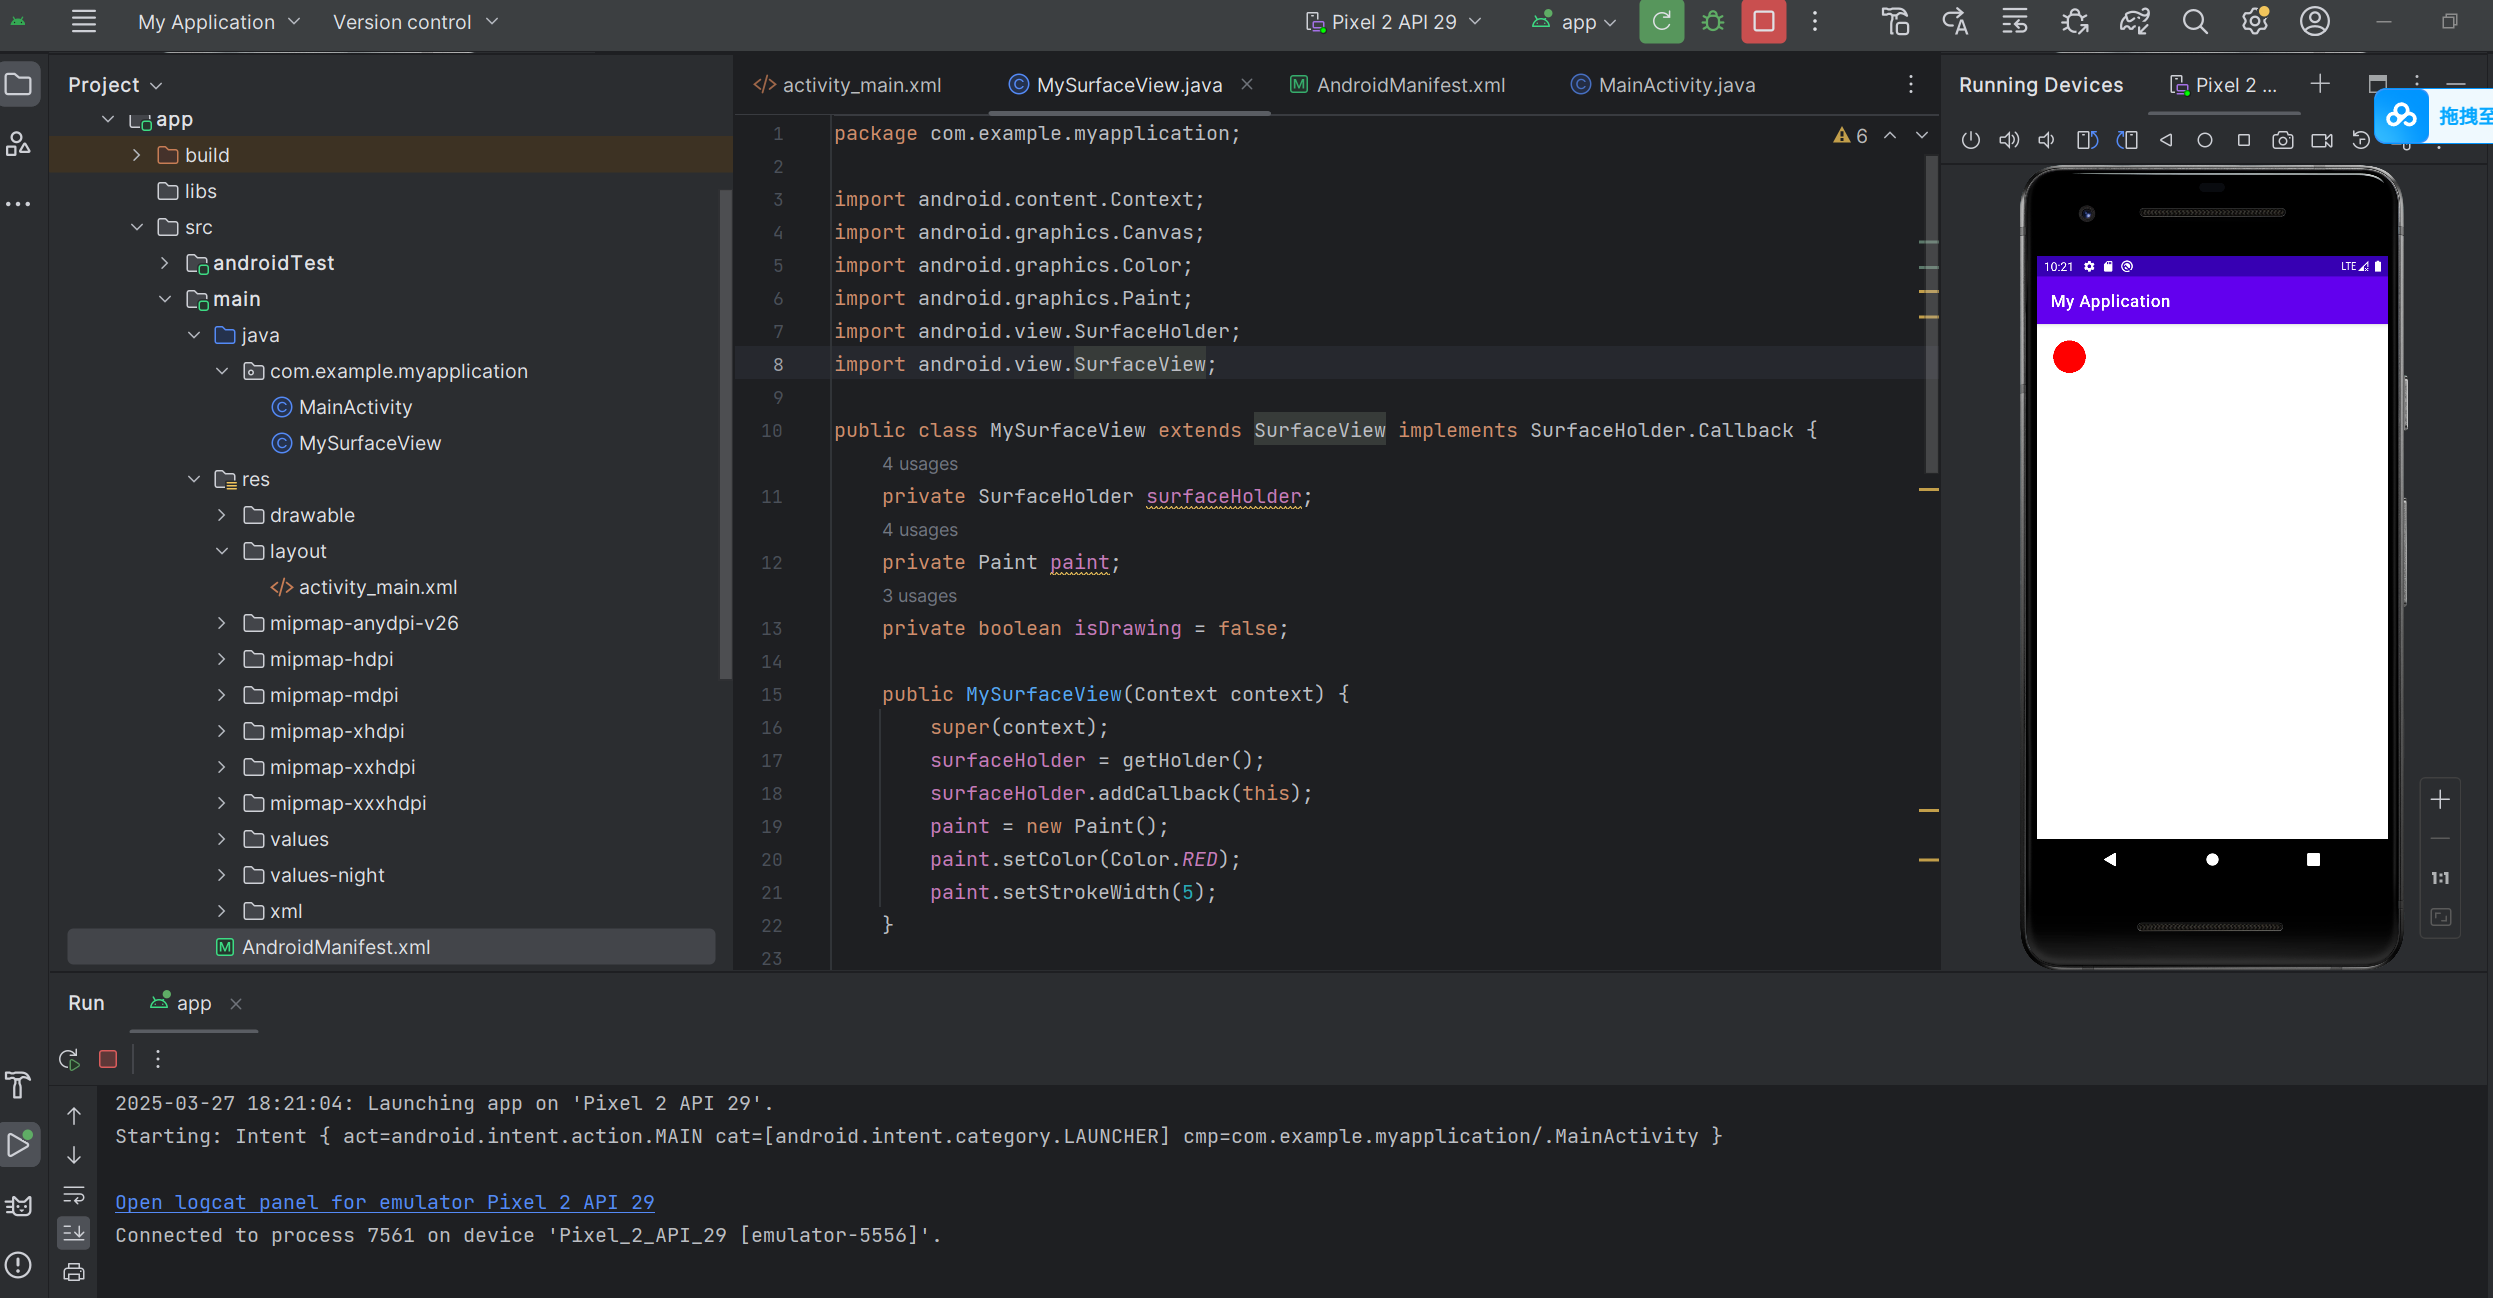 My Application
Version control
Pixel 2 API 29
app
Project
app
build
libs
src
androidTest
main
java
com.example.myapplication
MainActivity
MySurfaceView
res
drawable
layout
activity_main.xml
mipmap-anydpi-v26
mipmap-hdpi
mipmap-mdpi
mipmap-xhdpi
mipmap-xxhdpi
mipmap-xxxhdpi
values
values-night
xml
AndroidManifest.xml
activity_main.xml
MySurfaceView.java
AndroidManifest.xml
MainActivity.java
6
1 package com.example.myapplication;
2
3 import android.content.Context;
4 import android.graphics.Canvas;
5 import android.graphics.Color;
6 import android.graphics.Paint;
7 import android.view.SurfaceHolder;
8 import android.view.SurfaceView;
9
10 public class MySurfaceView extends SurfaceView implements SurfaceHolder.Callback {
4 usages
11 private SurfaceHolder surfaceHolder;
4 usages
12 private Paint paint;
3 usages
13 private boolean isDrawing = false;
14
15 public MySurfaceView(Context context) {
16 super(context);
17 surfaceHolder = getHolder();
18 surfaceHolder.addCallback(this);
19 paint = new Paint();
20 paint.setColor(Color.RED);
21 paint.setStrokeWidth(5);
22 }
23
Running Devices
Pixel 2 ...
拖拽至
10:21
LTE
My Application
1:1
Run
app
2025-03-27 18:21:04: Launching app on 'Pixel 2 API 29'.
Starting: Intent { act=android.intent.action.MAIN cat=[android.intent.category.LAUNCHER] cmp=com.example.myapplication/.MainActivity }
Open logcat panel for emulator Pixel 2 API 29
Connected to process 7561 on device 'Pixel_2_API_29 [emulator-5556]'.